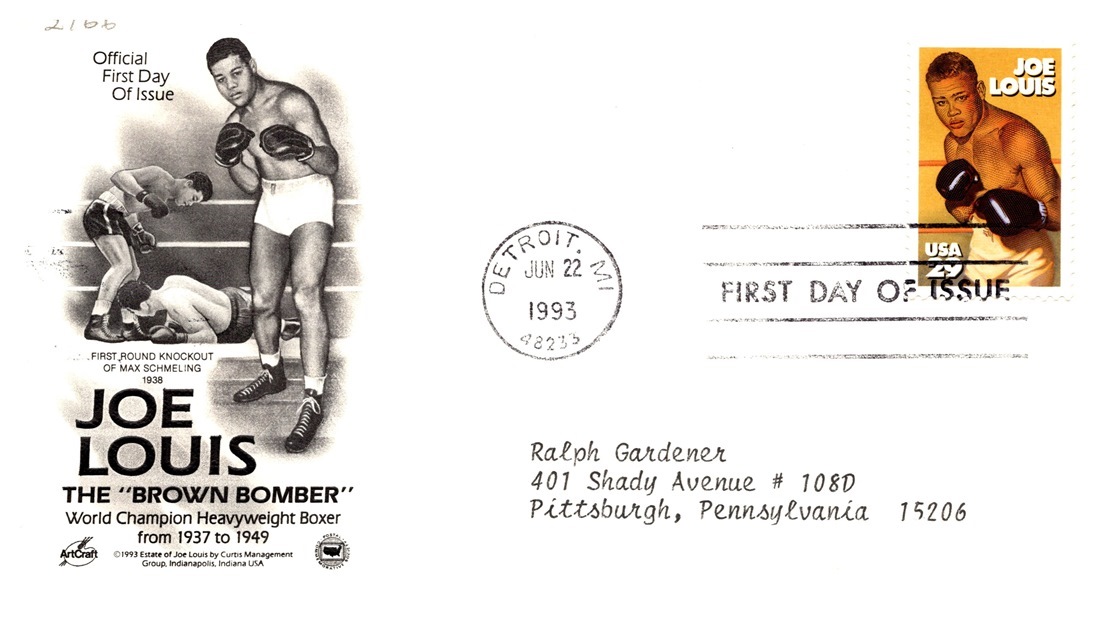 2166
Official
First Day
Of Issue
FIRST ROUND KNOCKOUT
OF MAX SCHMELING
1938
JOE
LOUIS
THE "BROWN BOMBER"
World Champion Heavyweight Boxer
from 1937 to 1949
ArtCraft
©1993 Estate of Joe Louis by Curtis Management
Group, Indianapolis, Indiana USA
DETROIT, MI
JUN 22
1993
48233
JOE
LOUIS
USA
29
FIRST DAY OF ISSUE
Ralph Gardener
401 Shady Avenue # 108D
Pittsburgh, Pennsylvania 15206